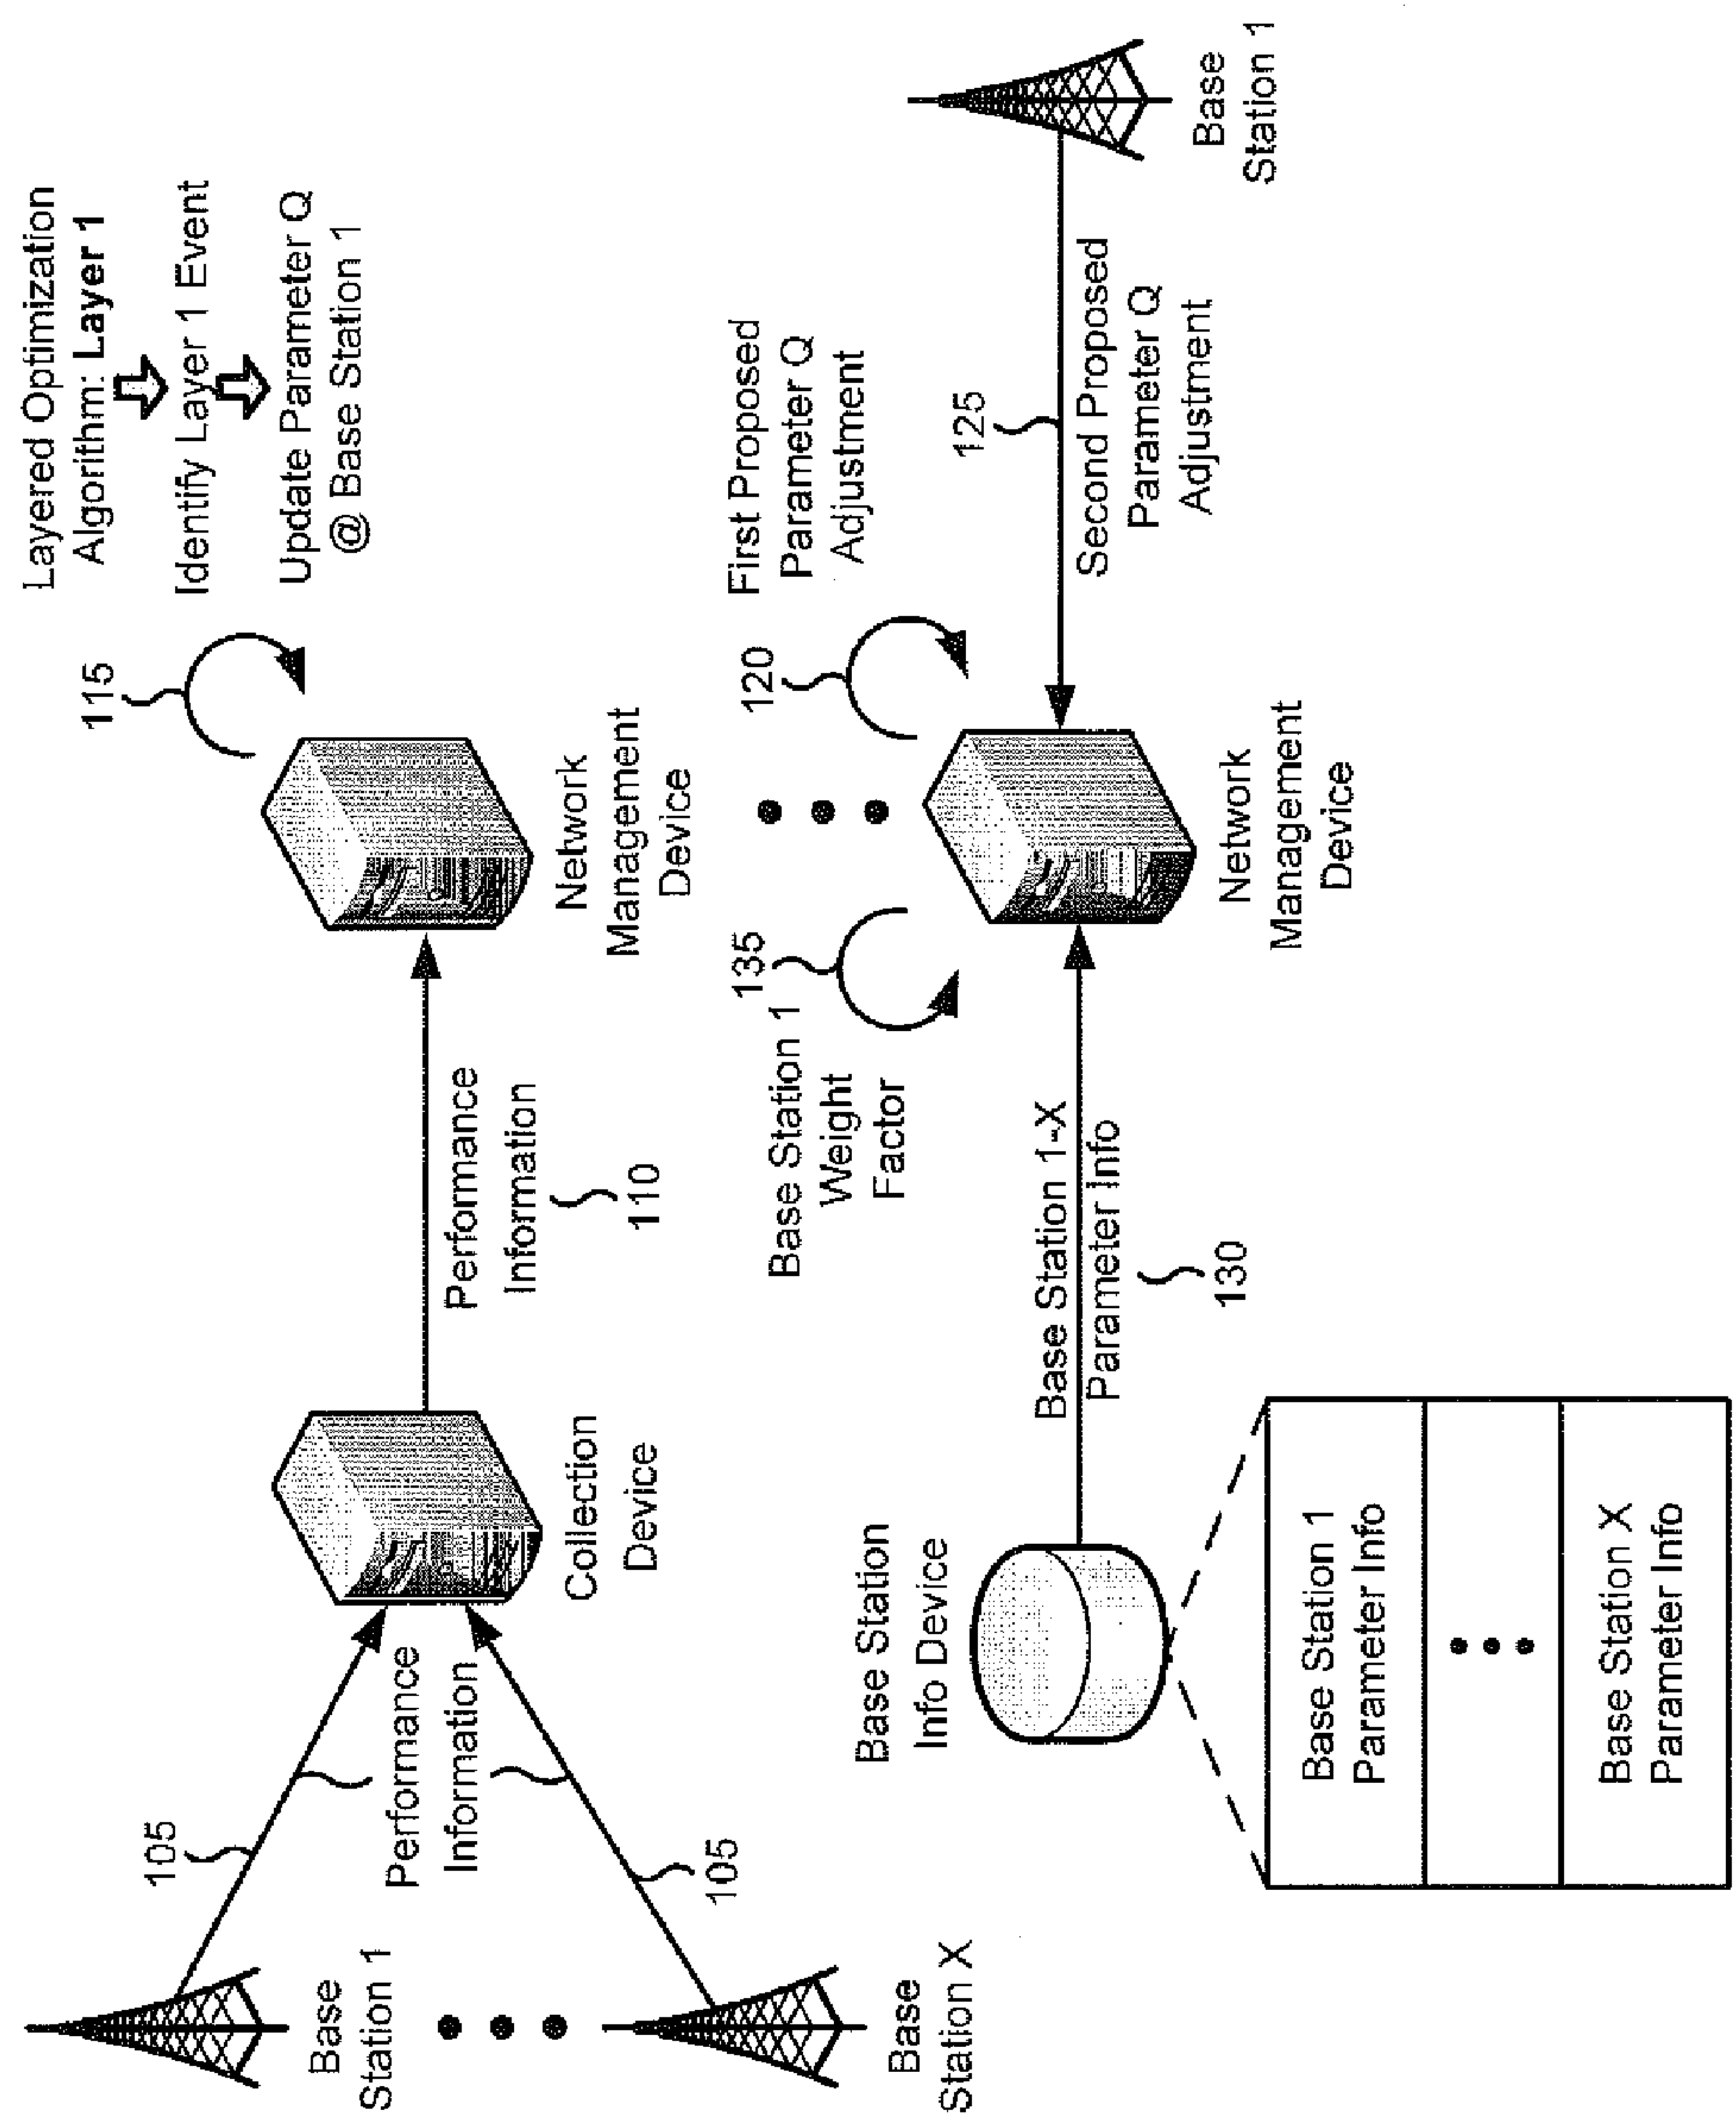 Layered Optimization
Algorithm: Layer 1
Identify Layer 1 Event
Update Parameter Q
@ Base Station 1
105
Performance
Information
105
Base
Station 1
Base
Station X
Collection
Device
Performance
Information
110
115
Network
Management
Device
Base Station
Info Device
Base Station 1
Parameter Info
Base Station X
Parameter Info
Base Station 1-X
Parameter Info
130
Base Station 1
Weight
Factor
135
120
First Proposed
Parameter Q
Adjustment
Network
Management
Device
125
Second Proposed
Parameter Q
Adjustment
Base
Station 1